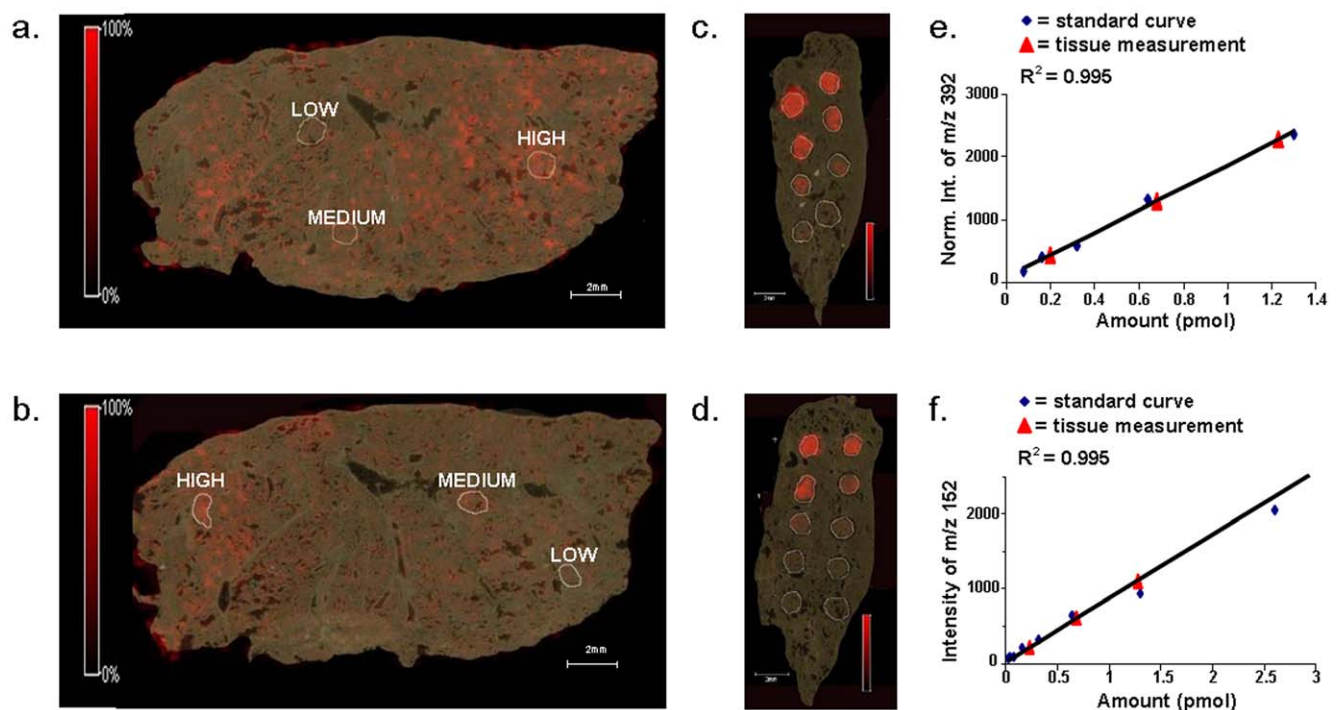 a.
100%
LOW
HIGH
MEDIUM
0%
2mm
c.
e.
= standard curve
= tissue measurement
R² = 0.995
Norm. Int. of m/z 392
3000
2000
1000
0
0 0.2 0.4 0.6 0.8 1 1.2 1.4
Amount (pmol)
b.
100%
HIGH
MEDIUM
LOW
0%
2mm
d.
f.
= standard curve
= tissue measurement
R² = 0.995
Intensity of m/z 152
2000
1000
0
0 0.5 1 1.5 2 2.5 3
Amount (pmol)